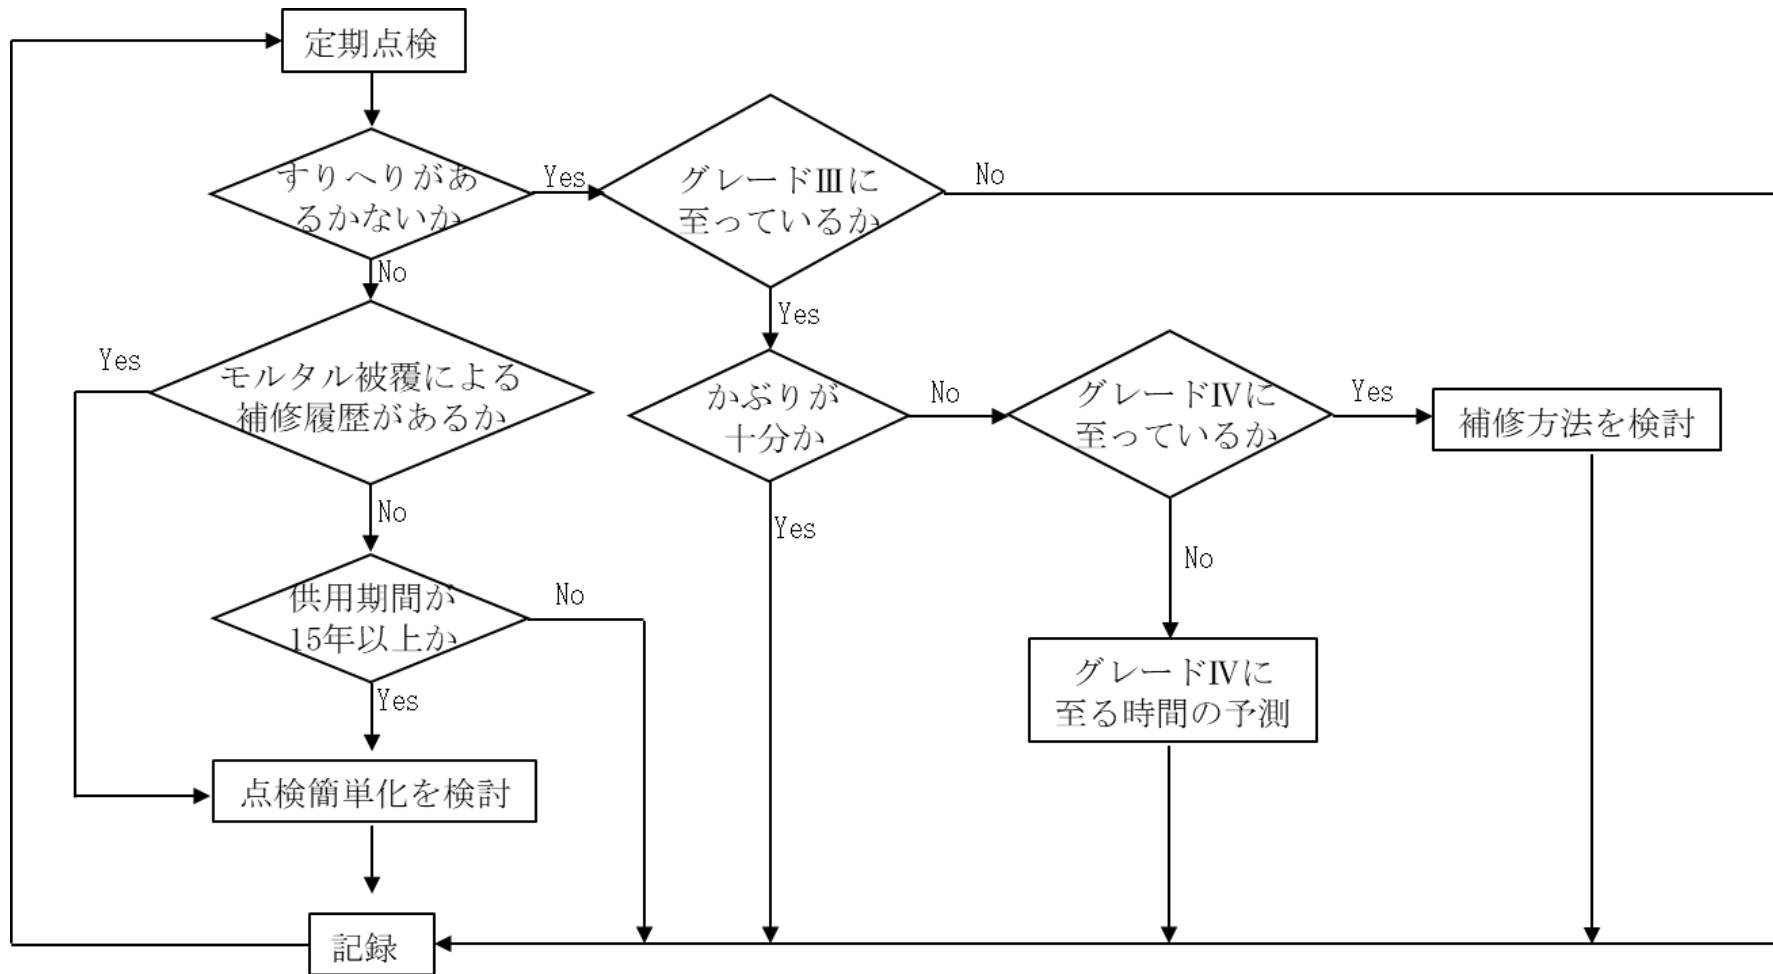 定期点検
すりへりがあ
るかないか
Yes
グレードⅢに
至っているか
No
No
Yes
Yes
モルタル被覆による
補修履歴があるか
かぶりが
十分か
No
グレードⅣに
至っているか
Yes
補修方法を検討
No
Yes
No
供用期間が
15年以上か
No
Yes
グレードⅣに
至る時間の予測
点検簡単化を検討
記録